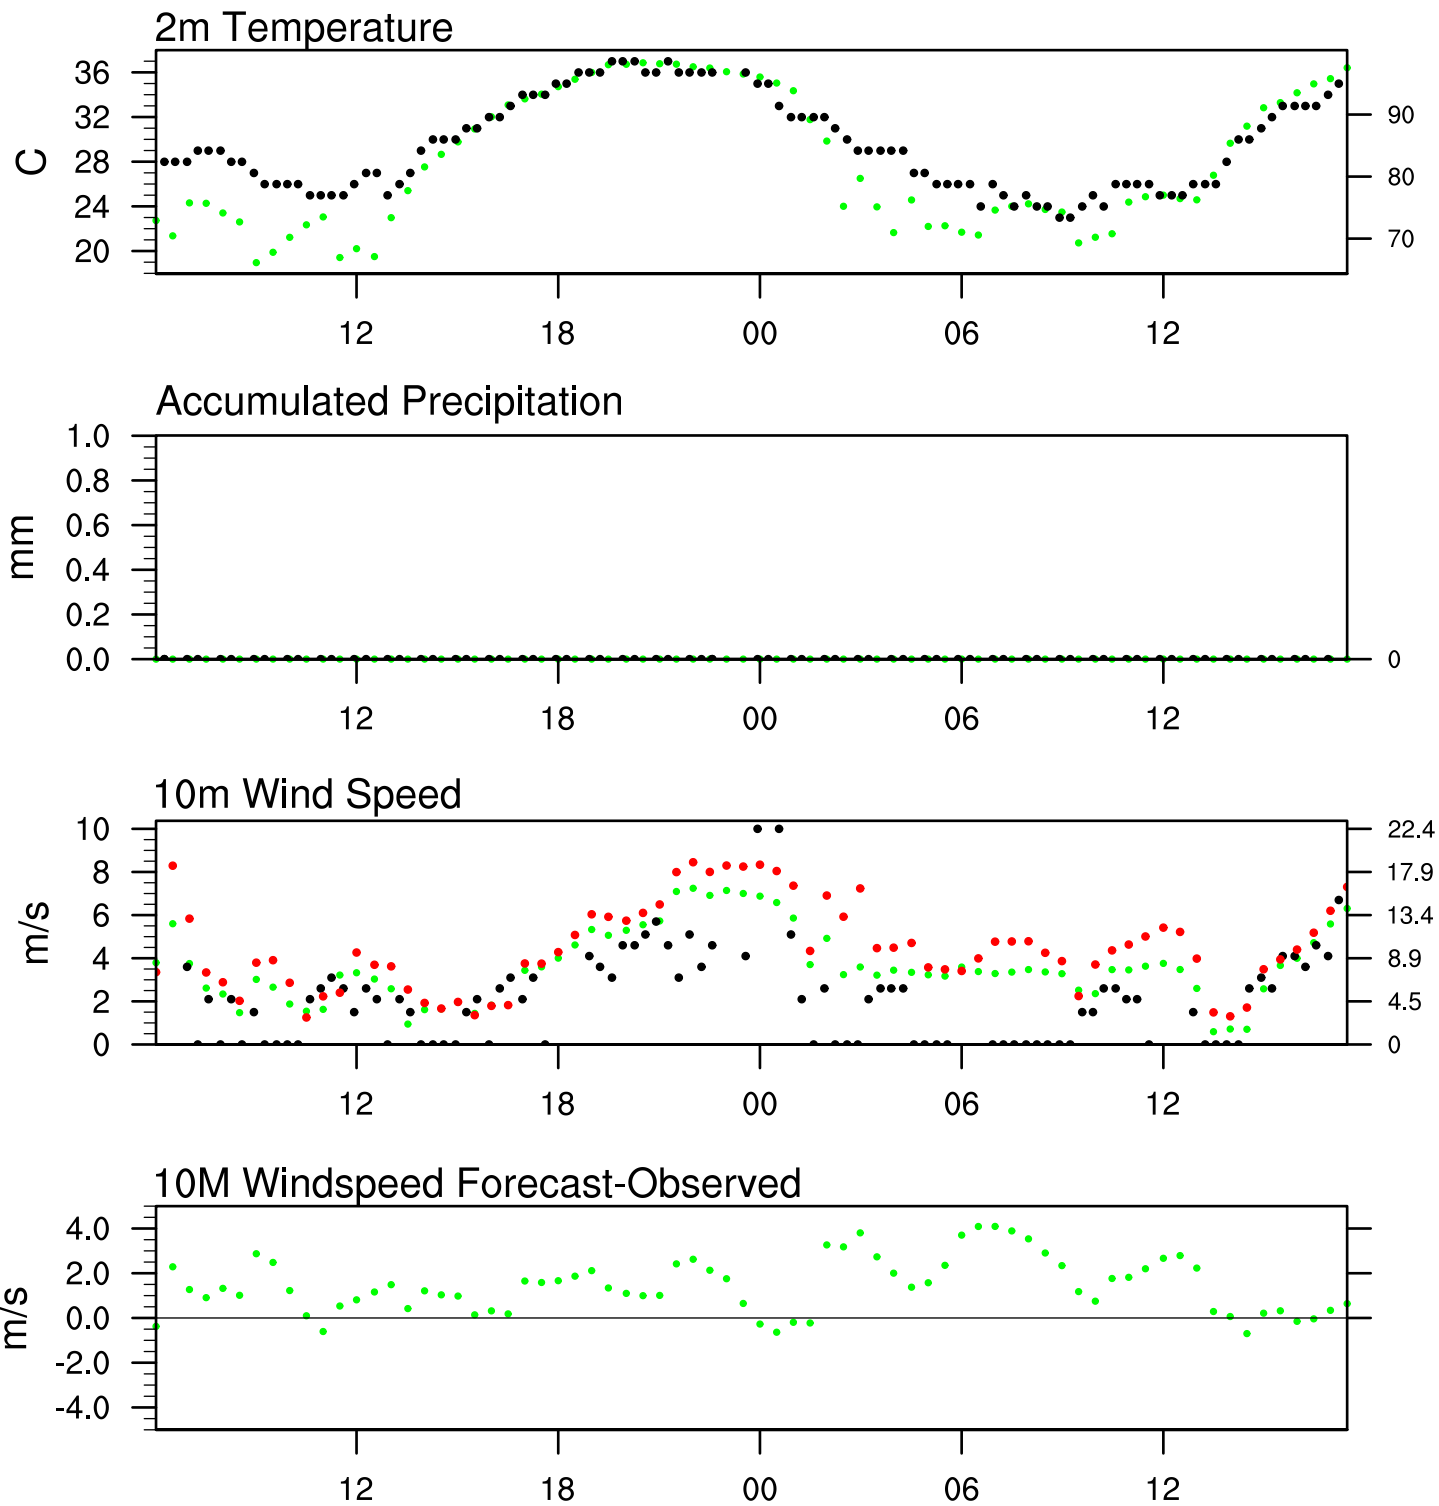 2m Temperature
36
32
28
24
20
C
90
80
70
12 18 00 06 12
Accumulated Precipitation
1.0
0.8
0.6
0.4
0.2
0.0
mm
0
12 18 00 06 12
10m Wind Speed
10
8
6
4
2
0
m/s
22.4
17.9
13.4
8.9
4.5
0
12 18 00 06 12
10M Windspeed Forecast-Observed
4.0
2.0
0.0
-2.0
-4.0
m/s
12 18 00 06 12